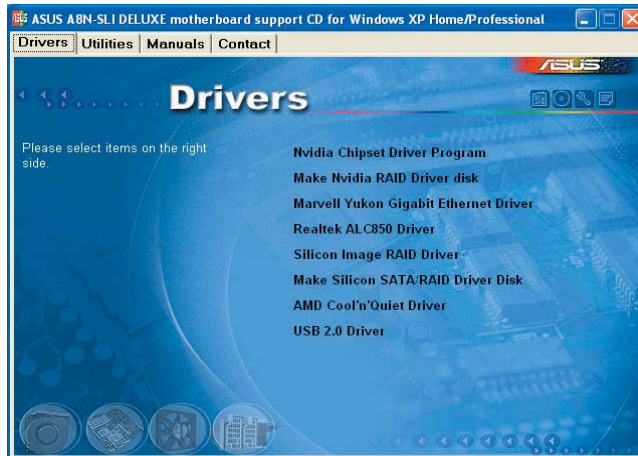 ASUS A8N-SLI DELUXE motherboard support CD for Windows XP Home/Professional
Drivers Utilities Manuals Contact
ASUS
Drivers
Please select items on the right
side.
Nvidia Chipset Driver Program
Make Nvidia RAID Driver disk
Marvell Yukon Gigabit Ethernet Driver
Realtek ALC850 Driver
Silicon Image RAID Driver
Make Silicon SATA/RAID Driver Disk
AMD Cool'n'Quiet Driver
USB 2.0 Driver